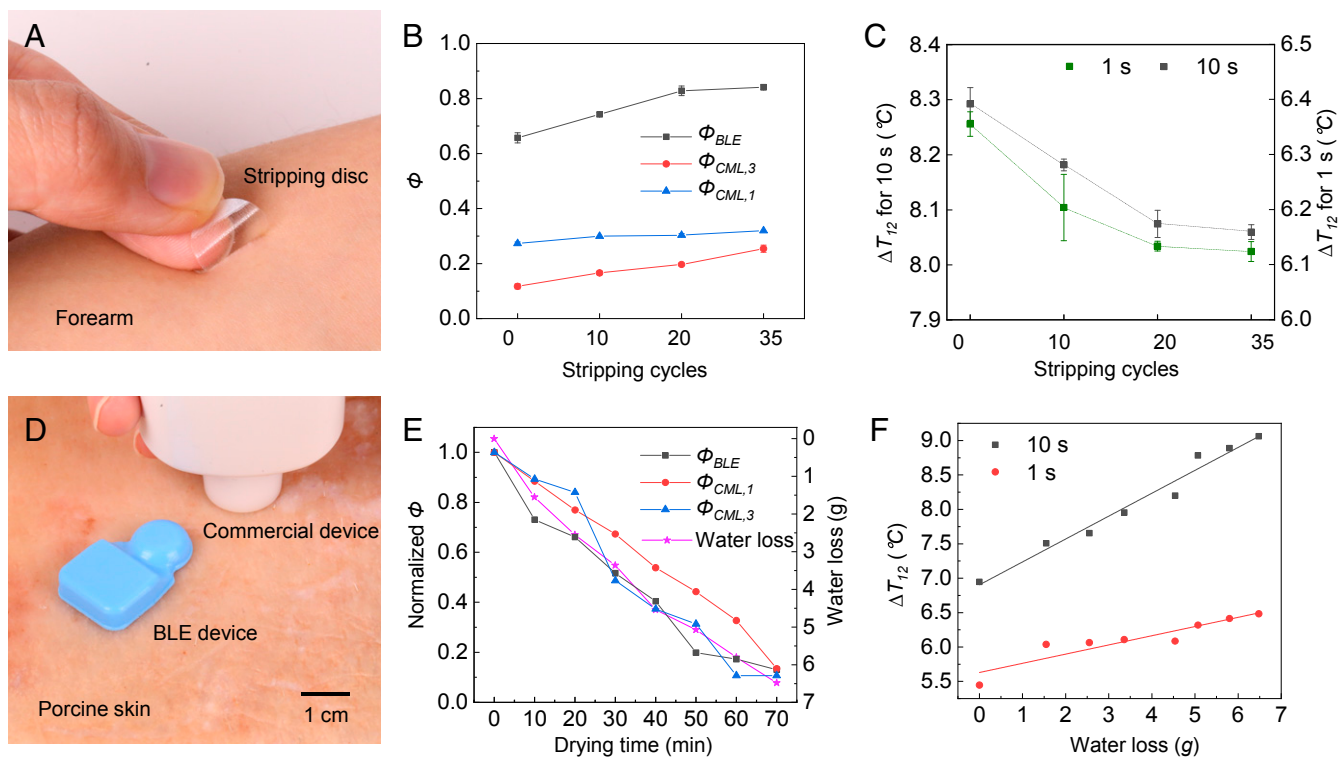 A
Stripping disc
Forearm
B
1.0
0.8
0.6
0.4
0.2
0.0
Φ
Φ_BLE
Φ_CML,3
Φ_CML,1
0 10 20 35
Stripping cycles
C
8.4
8.3
8.2
8.1
8.0
7.9
ΔT12 for 10 s (℃)
1 s 10 s
6.5
6.4
6.3
6.2
6.1
6.0
ΔT12 for 1 s (℃)
0 10 20 35
Stripping cycles
D
Commercial device
BLE device
Porcine skin
1 cm
E
1.0
0.8
0.6
0.4
0.2
0.0
Normalized Φ
Φ_BLE
Φ_CML,1
Φ_CML,3
Water loss
0
1
2
3
4
5
6
7
Water loss (g)
0 10 20 30 40 50 60 70
Drying time (min)
F
9.0
8.5
8.0
7.5
7.0
6.5
6.0
5.5
ΔT12 (℃)
10 s
1 s
0 1 2 3 4 5 6 7
Water loss (g)